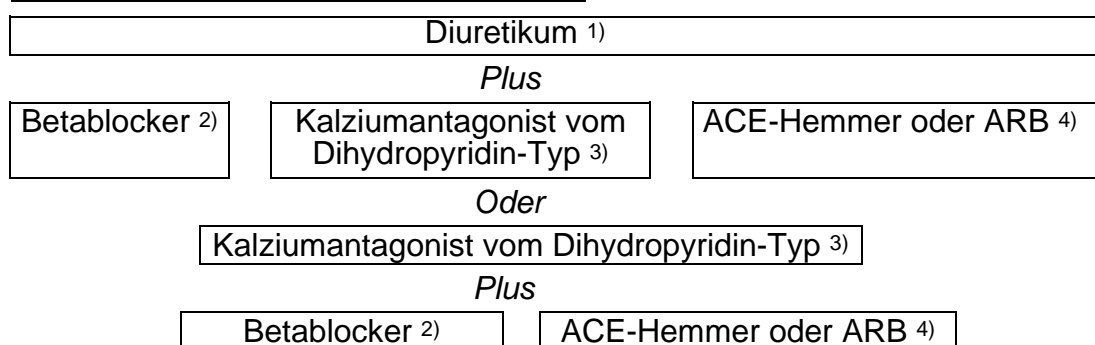 Diuretikum 1)
Plus
Betablocker 2)
Kalziumantagonist vom
Dihydropyridin-Typ 3)
ACE-Hemmer oder ARB 4)
Oder
Kalziumantagonist vom Dihydropyridin-Typ 3)
Plus
Betablocker 2)
ACE-Hemmer oder ARB 4)